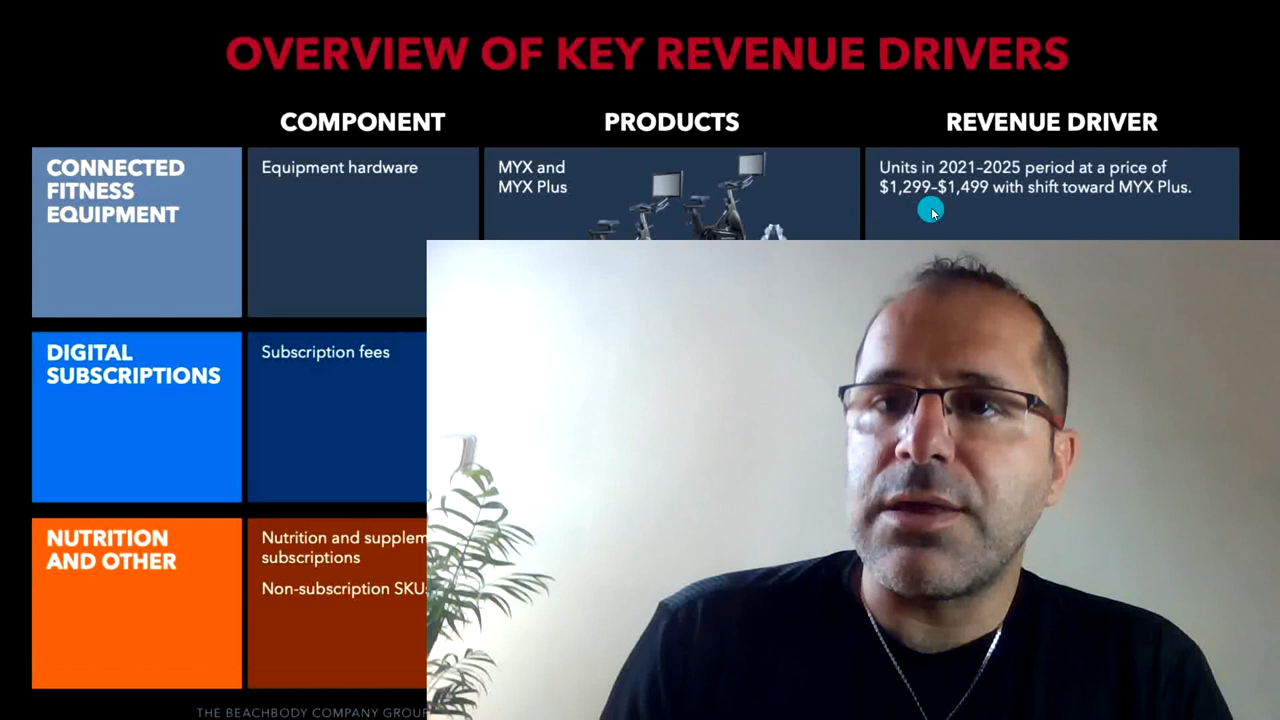 OVERVIEW OF KEY REVENUE DRIVERS
COMPONENT
PRODUCTS
REVENUE DRIVER
CONNECTED
FITNESS
EQUIPMENT
Equipment hardware
MYX and
MYX Plus
Units in 2021–2025 period at a price of
$1,299–$1,499 with shift toward MYX Plus.
DIGITAL
SUBSCRIPTIONS
Subscription fees
NUTRITION
AND OTHER
Nutrition and supplem
subscriptions
Non-subscription SKU
THE BEACHBODY COMPANY GROUP